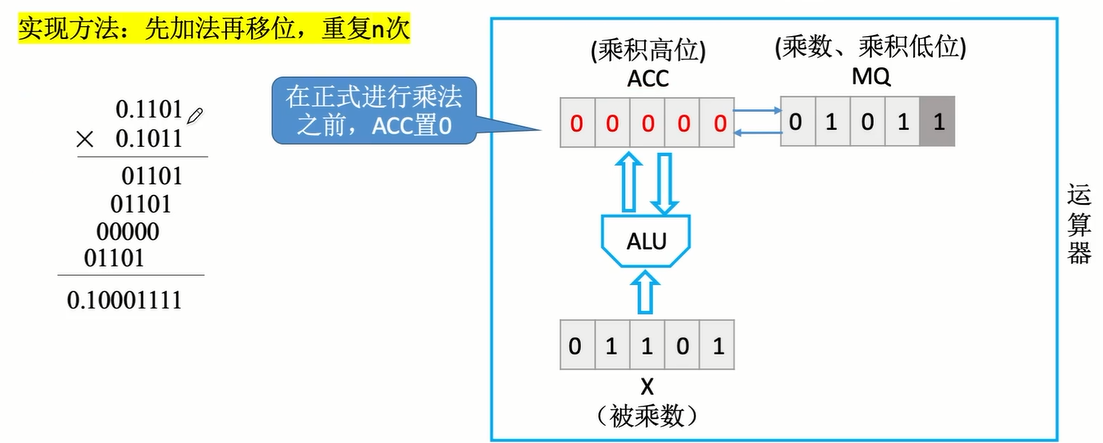 实现方法：先加法再移位，重复n次
0.1101
× 0.1011
01101
01101
00000
01101
0.10001111
在正式进行乘法
之前，ACC置0
(乘积高位)
ACC
(乘数、乘积低位)
MQ
0 0 0 0 0
0 1 0 1 1
ALU
0 1 1 0 1
X
（被乘数）
运算器